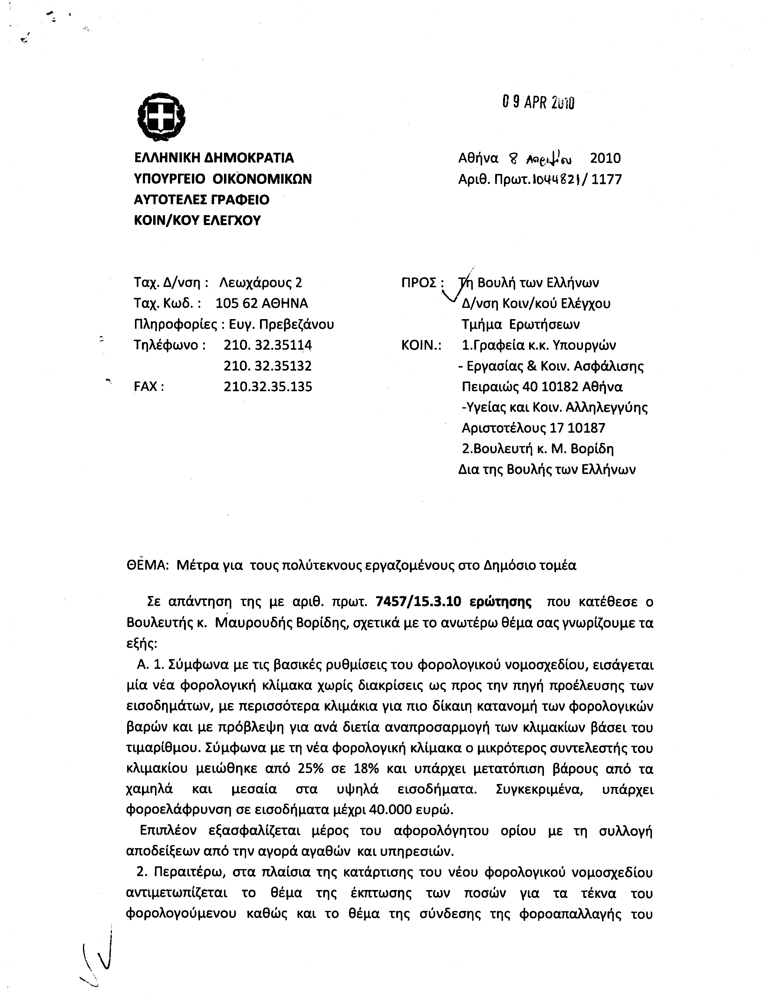 09 APR 2010
ΕΛΛΗΝΙΚΗ ΔΗΜΟΚΡΑΤΙΑ
ΥΠΟΥΡΓΕΙΟ ΟΙΚΟΝΟΜΙΚΩΝ
ΑΥΤΟΤΕΛΕΣ ΓΡΑΦΕΙΟ
ΚΟΙΝ/ΚΟΥ ΕΛΕΓΧΟΥ
Αθήνα 8 Απριλίου 2010
Αριθ. Πρωτ. 1044821/ 1177
Ταχ. Δ/νση : Λεωχάρους 2
Ταχ. Κωδ. : 105 62 ΑΘΗΝΑ
Πληροφορίες : Ευγ. Πρεβεζάνου
Τηλέφωνο : 210. 32.35114
210. 32.35132
FAX : 210.32.35.135
ΠΡΟΣ : Τη Βουλή των Ελλήνων
Δ/νση Κοιν/κού Ελέγχου
Τμήμα Ερωτήσεων
ΚΟΙΝ.: 1.Γραφεία κ.κ. Υπουργών
- Εργασίας & Κοιν. Ασφάλισης
Πειραιώς 40 10182 Αθήνα
-Υγείας και Κοιν. Αλληλεγγύης
Αριστοτέλους 17 10187
2.Βουλευτή κ. Μ. Βορίδη
Δια της Βουλής των Ελλήνων
ΘΕΜΑ: Μέτρα για τους πολύτεκνους εργαζομένους στο Δημόσιο τομέα
Σε απάντηση της με αριθ. πρωτ. 7457/15.3.10 ερώτησης που κατέθεσε ο
Βουλευτής κ. Μαυρουδής Βορίδης, σχετικά με το ανωτέρω θέμα σας γνωρίζουμε τα
εξής:
Α. 1. Σύμφωνα με τις βασικές ρυθμίσεις του φορολογικού νομοσχεδίου, εισάγεται
μία νέα φορολογική κλίμακα χωρίς διακρίσεις ως προς την πηγή προέλευσης των
εισοδημάτων, με περισσότερα κλιμάκια για πιο δίκαιη κατανομή των φορολογικών
βαρών και με πρόβλεψη για ανά διετία αναπροσαρμογή των κλιμακίων βάσει του
τιμαρίθμου. Σύμφωνα με τη νέα φορολογική κλίμακα ο μικρότερος συντελεστής του
κλιμακίου μειώθηκε από 25% σε 18% και υπάρχει μετατόπιση βάρους από τα
χαμηλά και μεσαία στα υψηλά εισοδήματα. Συγκεκριμένα, υπάρχει
φοροελάφρυνση σε εισοδήματα μέχρι 40.000 ευρώ.
Επιπλέον εξασφαλίζεται μέρος του αφορολόγητου ορίου με τη συλλογή
αποδείξεων από την αγορά αγαθών και υπηρεσιών.
2. Περαιτέρω, στα πλαίσια της κατάρτισης του νέου φορολογικού νομοσχεδίου
αντιμετωπίζεται το θέμα της έκπτωσης των ποσών για τα τέκνα του
φορολογούμενου καθώς και το θέμα της σύνδεσης της φοροαπαλλαγής του